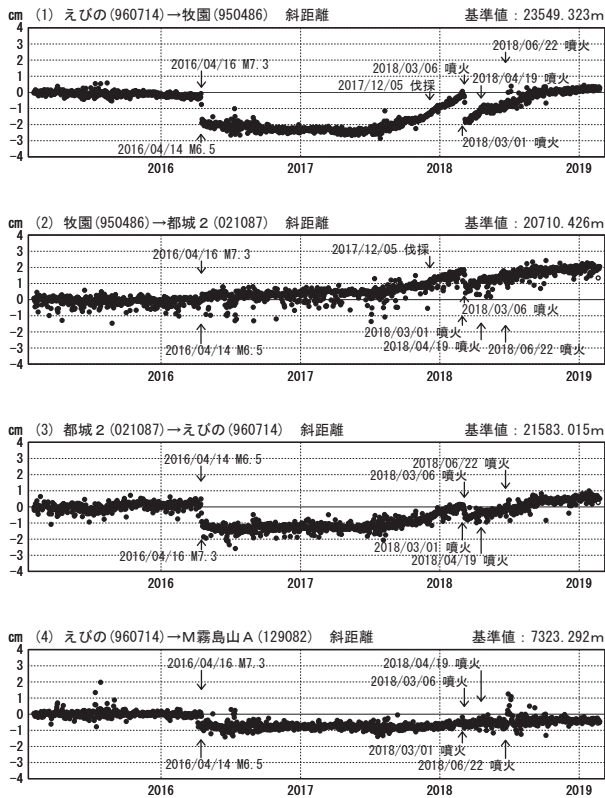 cm (1) えびの(960714)→牧園(950486) 斜距離 基準値:23549.323m
4
3
2
1
0
-1
-2
-3
-4
2016/04/16 M7.3
2016/04/14 M6.5
2017/12/05 伐採
2018/03/06 噴火
2018/06/22 噴火
2018/04/19 噴火
2018/03/01 噴火
2016 2017 2018 2019
cm (2) 牧園(950486)→都城2(021087) 斜距離 基準値:20710.426m
4
3
2
1
0
-1
-2
-3
-4
2016/04/16 M7.3
2017/12/05 伐採
2016/04/14 M6.5
2018/03/06 噴火
2018/03/01 噴火
2018/04/19 噴火
2018/06/22 噴火
2016 2017 2018 2019
cm (3) 都城2(021087)→えびの(960714) 斜距離 基準値:21583.015m
4
3
2
1
0
-1
-2
-3
-4
2016/04/14 M6.5
2018/06/22 噴火
2018/03/06 噴火
2016/04/16 M7.3
2018/03/01 噴火
2018/04/19 噴火
2016 2017 2018 2019
cm (4) えびの(960714)→M霧島山A(129082) 斜距離 基準値:7323.292m
4
3
2
1
0
-1
-2
-3
-4
2016/04/16 M7.3
2018/04/19 噴火
2018/03/06 噴火
2016/04/14 M6.5
2018/03/01 噴火
2018/06/22 噴火
2016 2017 2018 2019